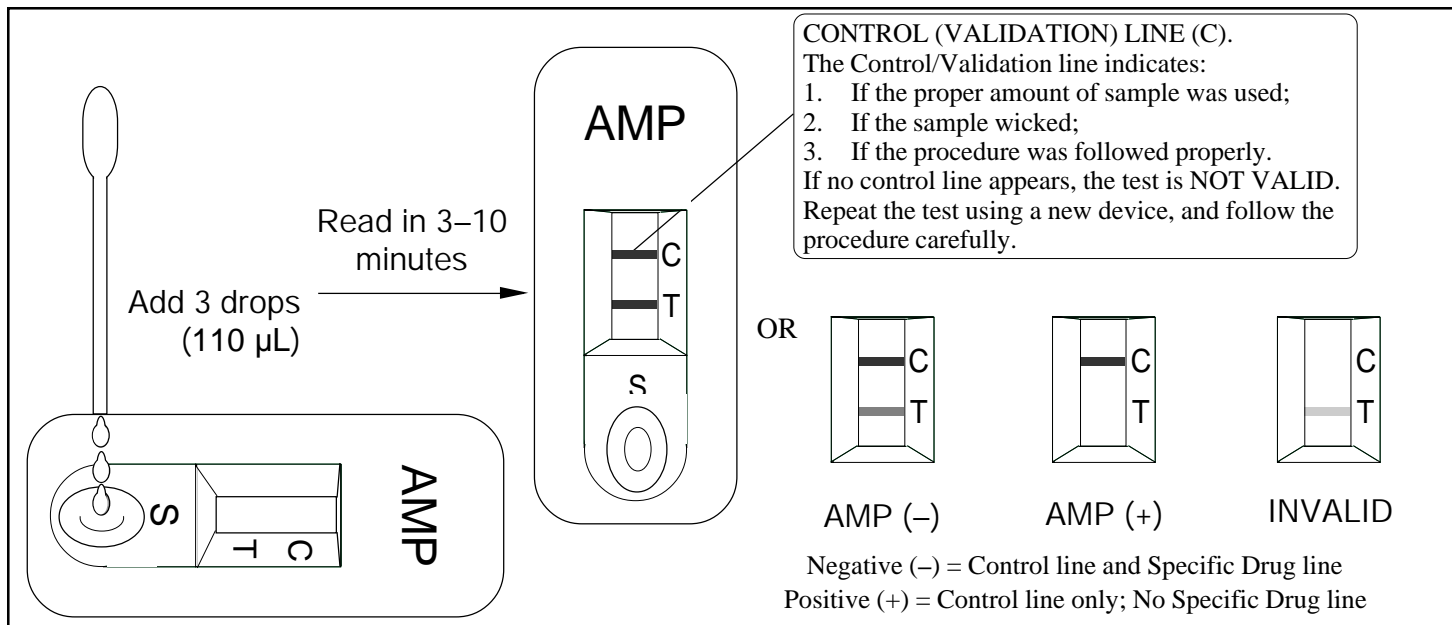 CONTROL (VALIDATION) LINE (C).
The Control/Validation line indicates:
1. If the proper amount of sample was used;
2. If the sample wicked;
3. If the procedure was followed properly.
If no control line appears, the test is NOT VALID.
Repeat the test using a new device, and follow the
procedure carefully.
AMP
C
T
S
Read in 3–10
minutes
Add 3 drops
(110 µL)
S
T
C
AMP
OR
C
T
AMP (–)
C
T
AMP (+)
C
T
INVALID
Negative (–) = Control line and Specific Drug line
Positive (+) = Control line only; No Specific Drug line